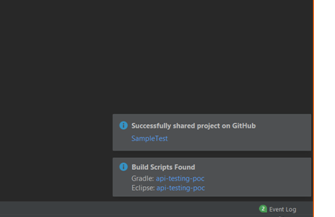 Successfully shared project on GitHub
SampleTest
Build Scripts Found
Gradle: api-testing-poc
Eclipse: api-testing-poc
2 Event Log